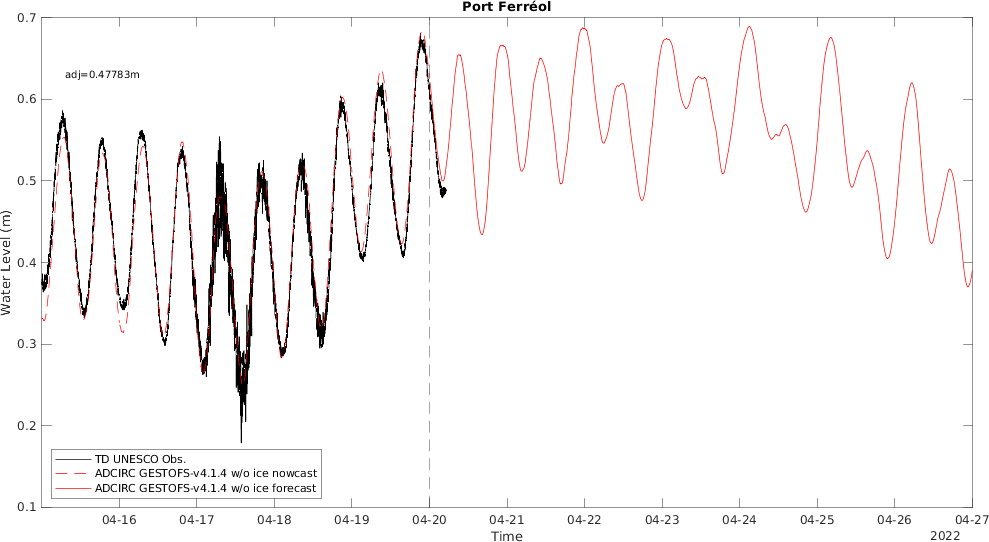 Port Ferréol
0.7
0.6
0.5
0.4
0.3
0.2
0.1
Water Level (m)
adj=0.47783m
TD UNESCO Obs.
ADCIRC GESTOFS-v4.1.4 w/o ice nowcast
ADCIRC GESTOFS-v4.1.4 w/o ice forecast
04-16 04-17 04-18 04-19 04-20 04-21 04-22 04-23 04-24 04-25 04-26 04-27
Time
2022